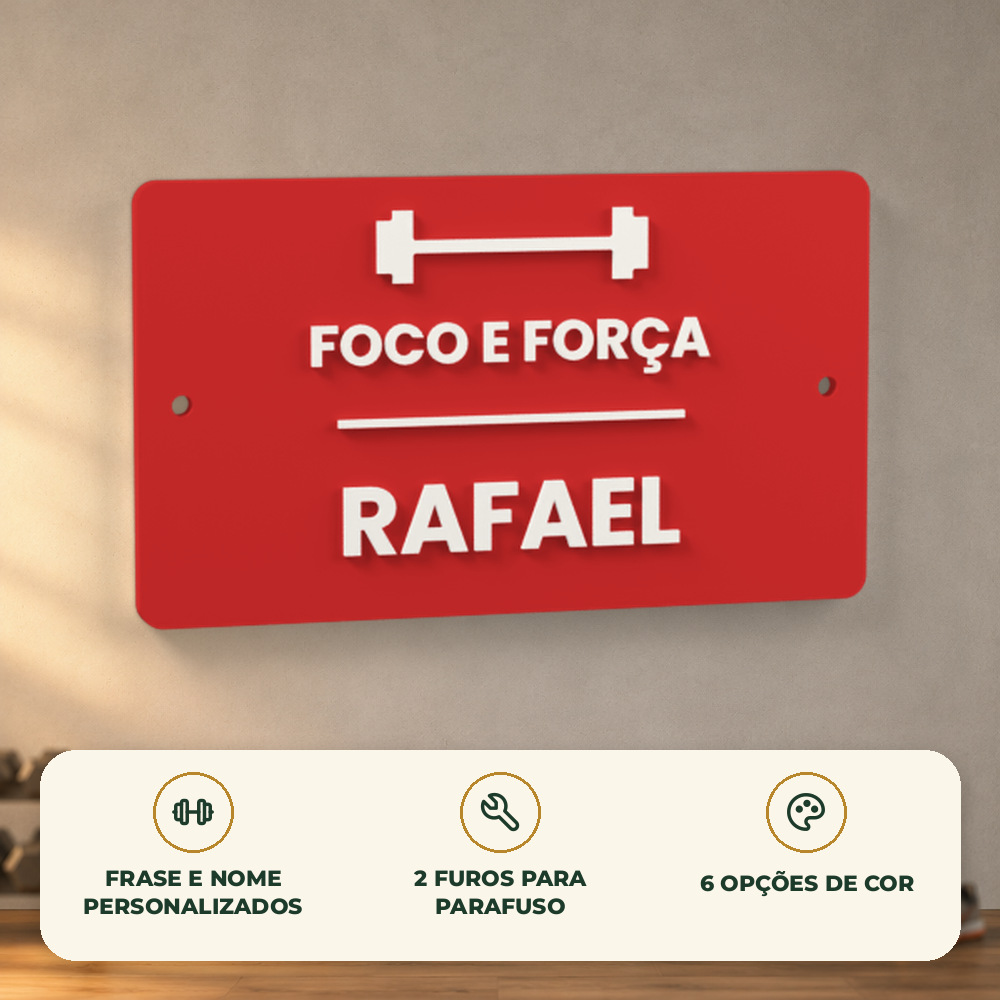 FOCO E FORÇA
RAFAEL
FRASE E NOME
PERSONALIZADOS
2 FUROS PARA
PARAFUSO
6 OPÇÕES DE COR